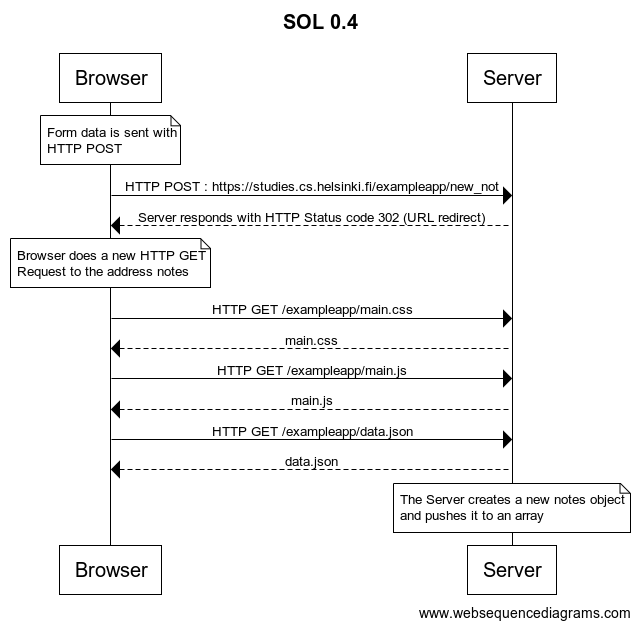 SOL 0.4
Browser
Server
Form data is sent with
HTTP POST
HTTP POST : https://studies.cs.helsinki.fi/exampleapp/new_not
Server responds with HTTP Status code 302 (URL redirect)
Browser does a new HTTP GET
Request to the address notes
HTTP GET /exampleapp/main.css
main.css
HTTP GET /exampleapp/main.js
main.js
HTTP GET /exampleapp/data.json
data.json
The Server creates a new notes object
and pushes it to an array
Browser
Server
www.websequencediagrams.com